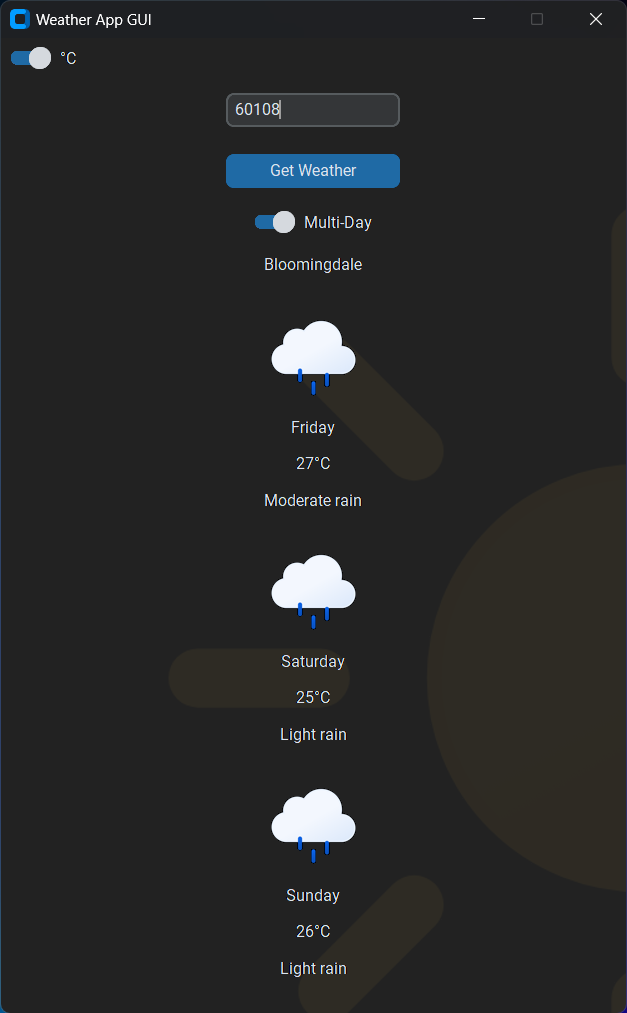 Weather App GUI
°C
60108
Get Weather
Multi-Day
Bloomingdale
Friday
27°C
Moderate rain
Saturday
25°C
Light rain
Sunday
26°C
Light rain